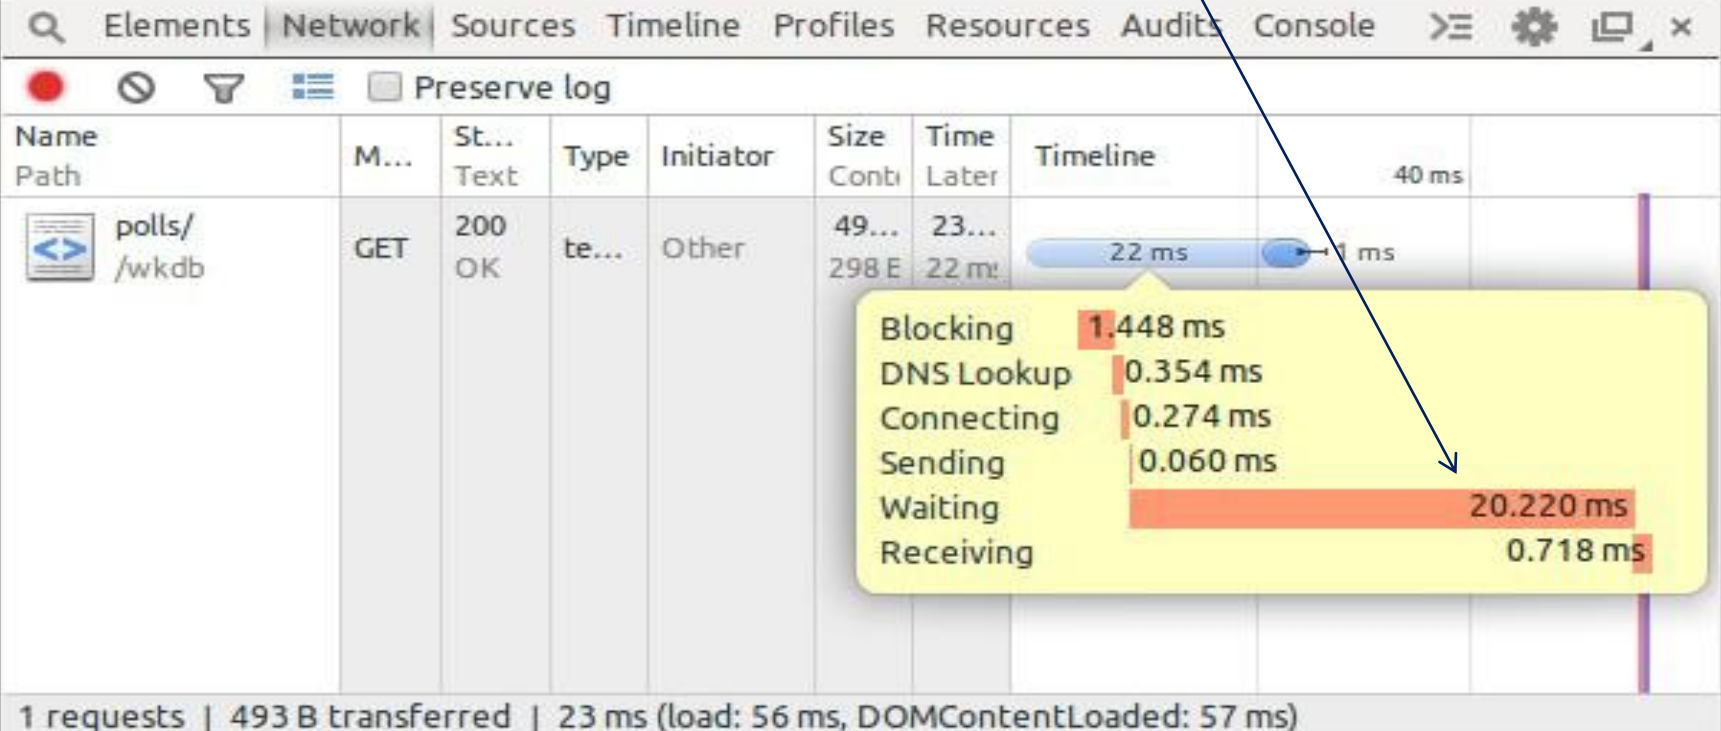 Elements Network Sources Timeline Profiles Resources Audits Console
Preserve log
Name M... St... Type Initiator Size Time Timeline
Path Text Conte Laten 40 ms
polls/ GET 200 te... Other 49... 23... 22 ms 1 ms
/wkdb OK 298 B 22 ms
Blocking 1.448 ms
DNS Lookup 0.354 ms
Connecting 0.274 ms
Sending 0.060 ms
Waiting 20.220 ms
Receiving 0.718 ms
1 requests | 493 B transferred | 23 ms (load: 56 ms, DOMContentLoaded: 57 ms)